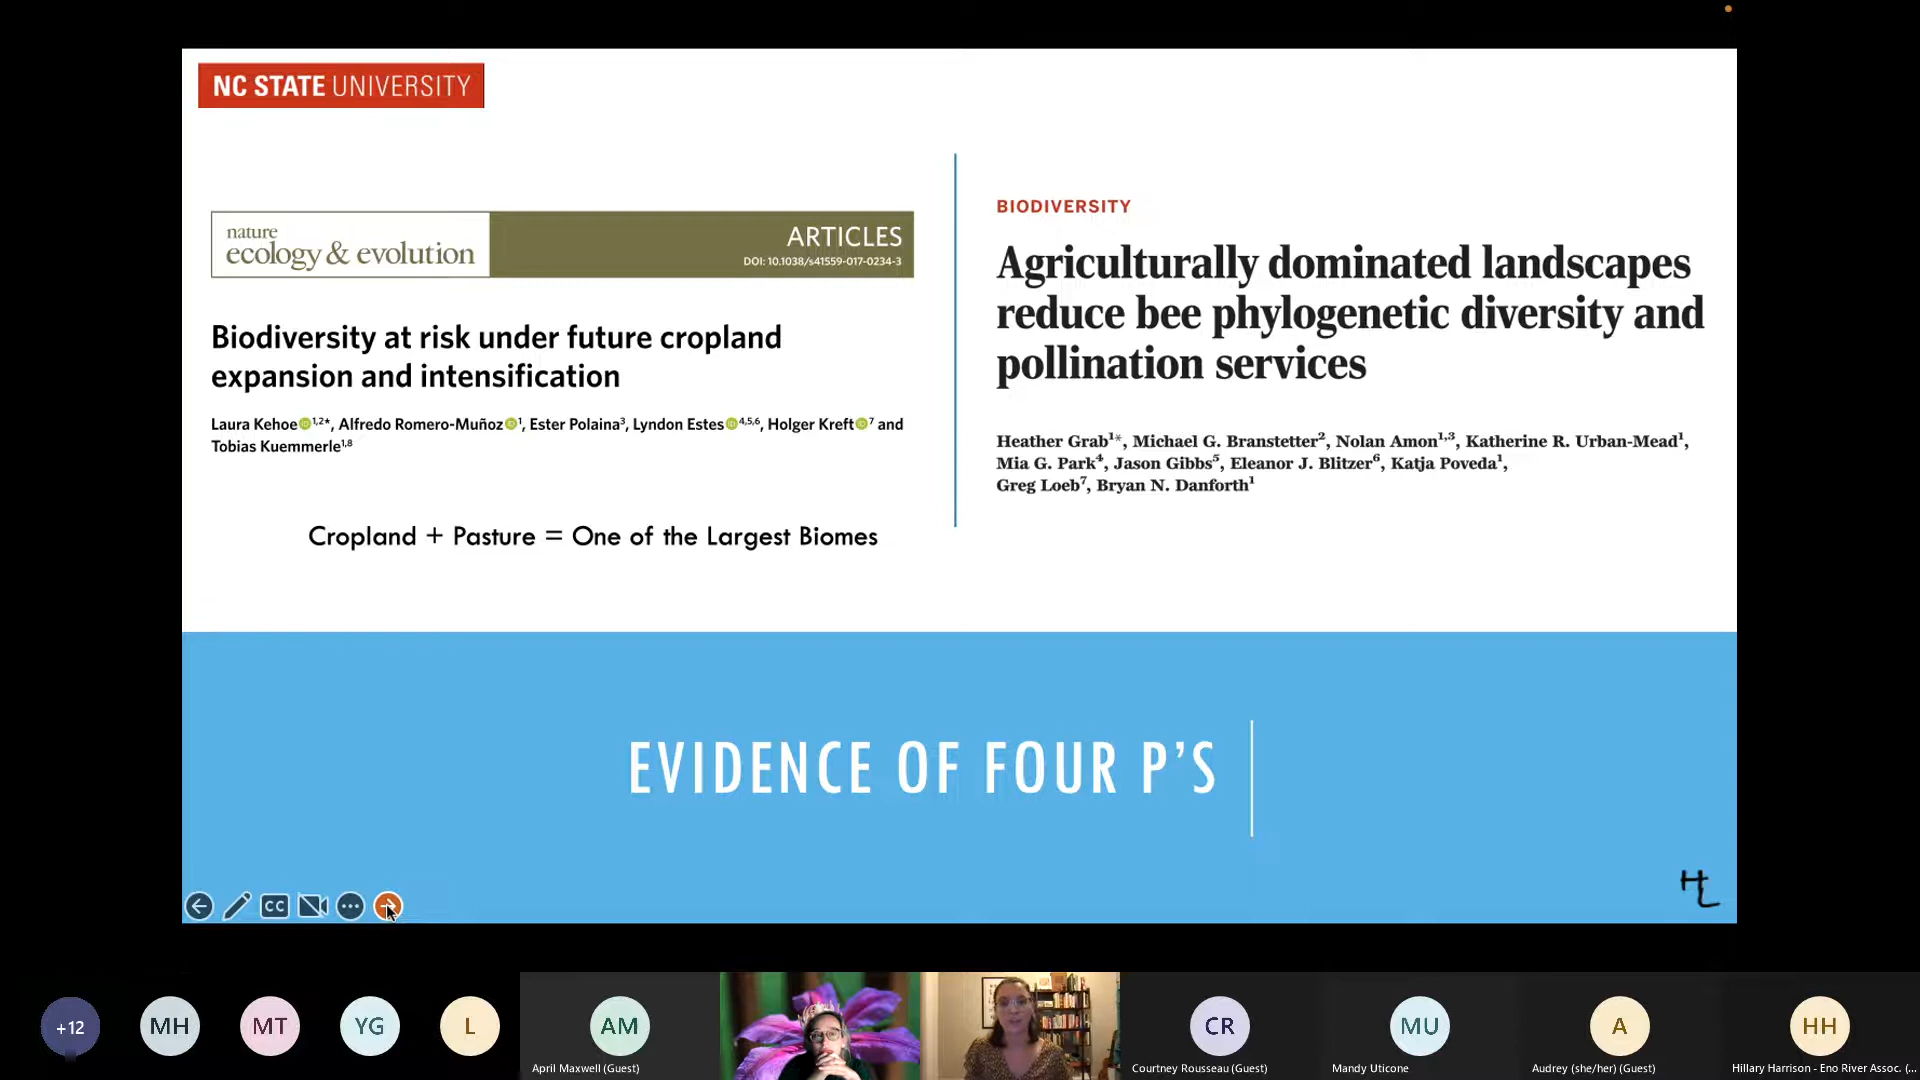 NC STATE UNIVERSITY
nature
ecology & evolution
ARTICLES
DOI: 10.1038/s41559-017-0234-3
Biodiversity at risk under future cropland
expansion and intensification
Laura Kehoe1,2*, Alfredo Romero-Muñoz1, Ester Polaina3, Lyndon Estes4,5,6, Holger Kreft7 and
Tobias Kuemmerle1,8
Cropland + Pasture = One of the Largest Biomes
BIODIVERSITY
Agriculturally dominated landscapes
reduce bee phylogenetic diversity and
pollination services
Heather Grab1*, Michael G. Branstetter2, Nolan Amon1,3, Katherine R. Urban-Mead1,
Mia G. Park4, Jason Gibbs5, Eleanor J. Blitzer6, Katja Poveda1,
Greg Loeb7, Bryan N. Danforth1
EVIDENCE OF FOUR P'S
HL
CC
+12
MH
MT
YG
L
AM
April Maxwell (Guest)
CR
Courtney Rousseau (Guest)
MU
Mandy Uticone
A
Audrey (she/her) (Guest)
HH
Hillary Harrison - Eno River Assoc. (...